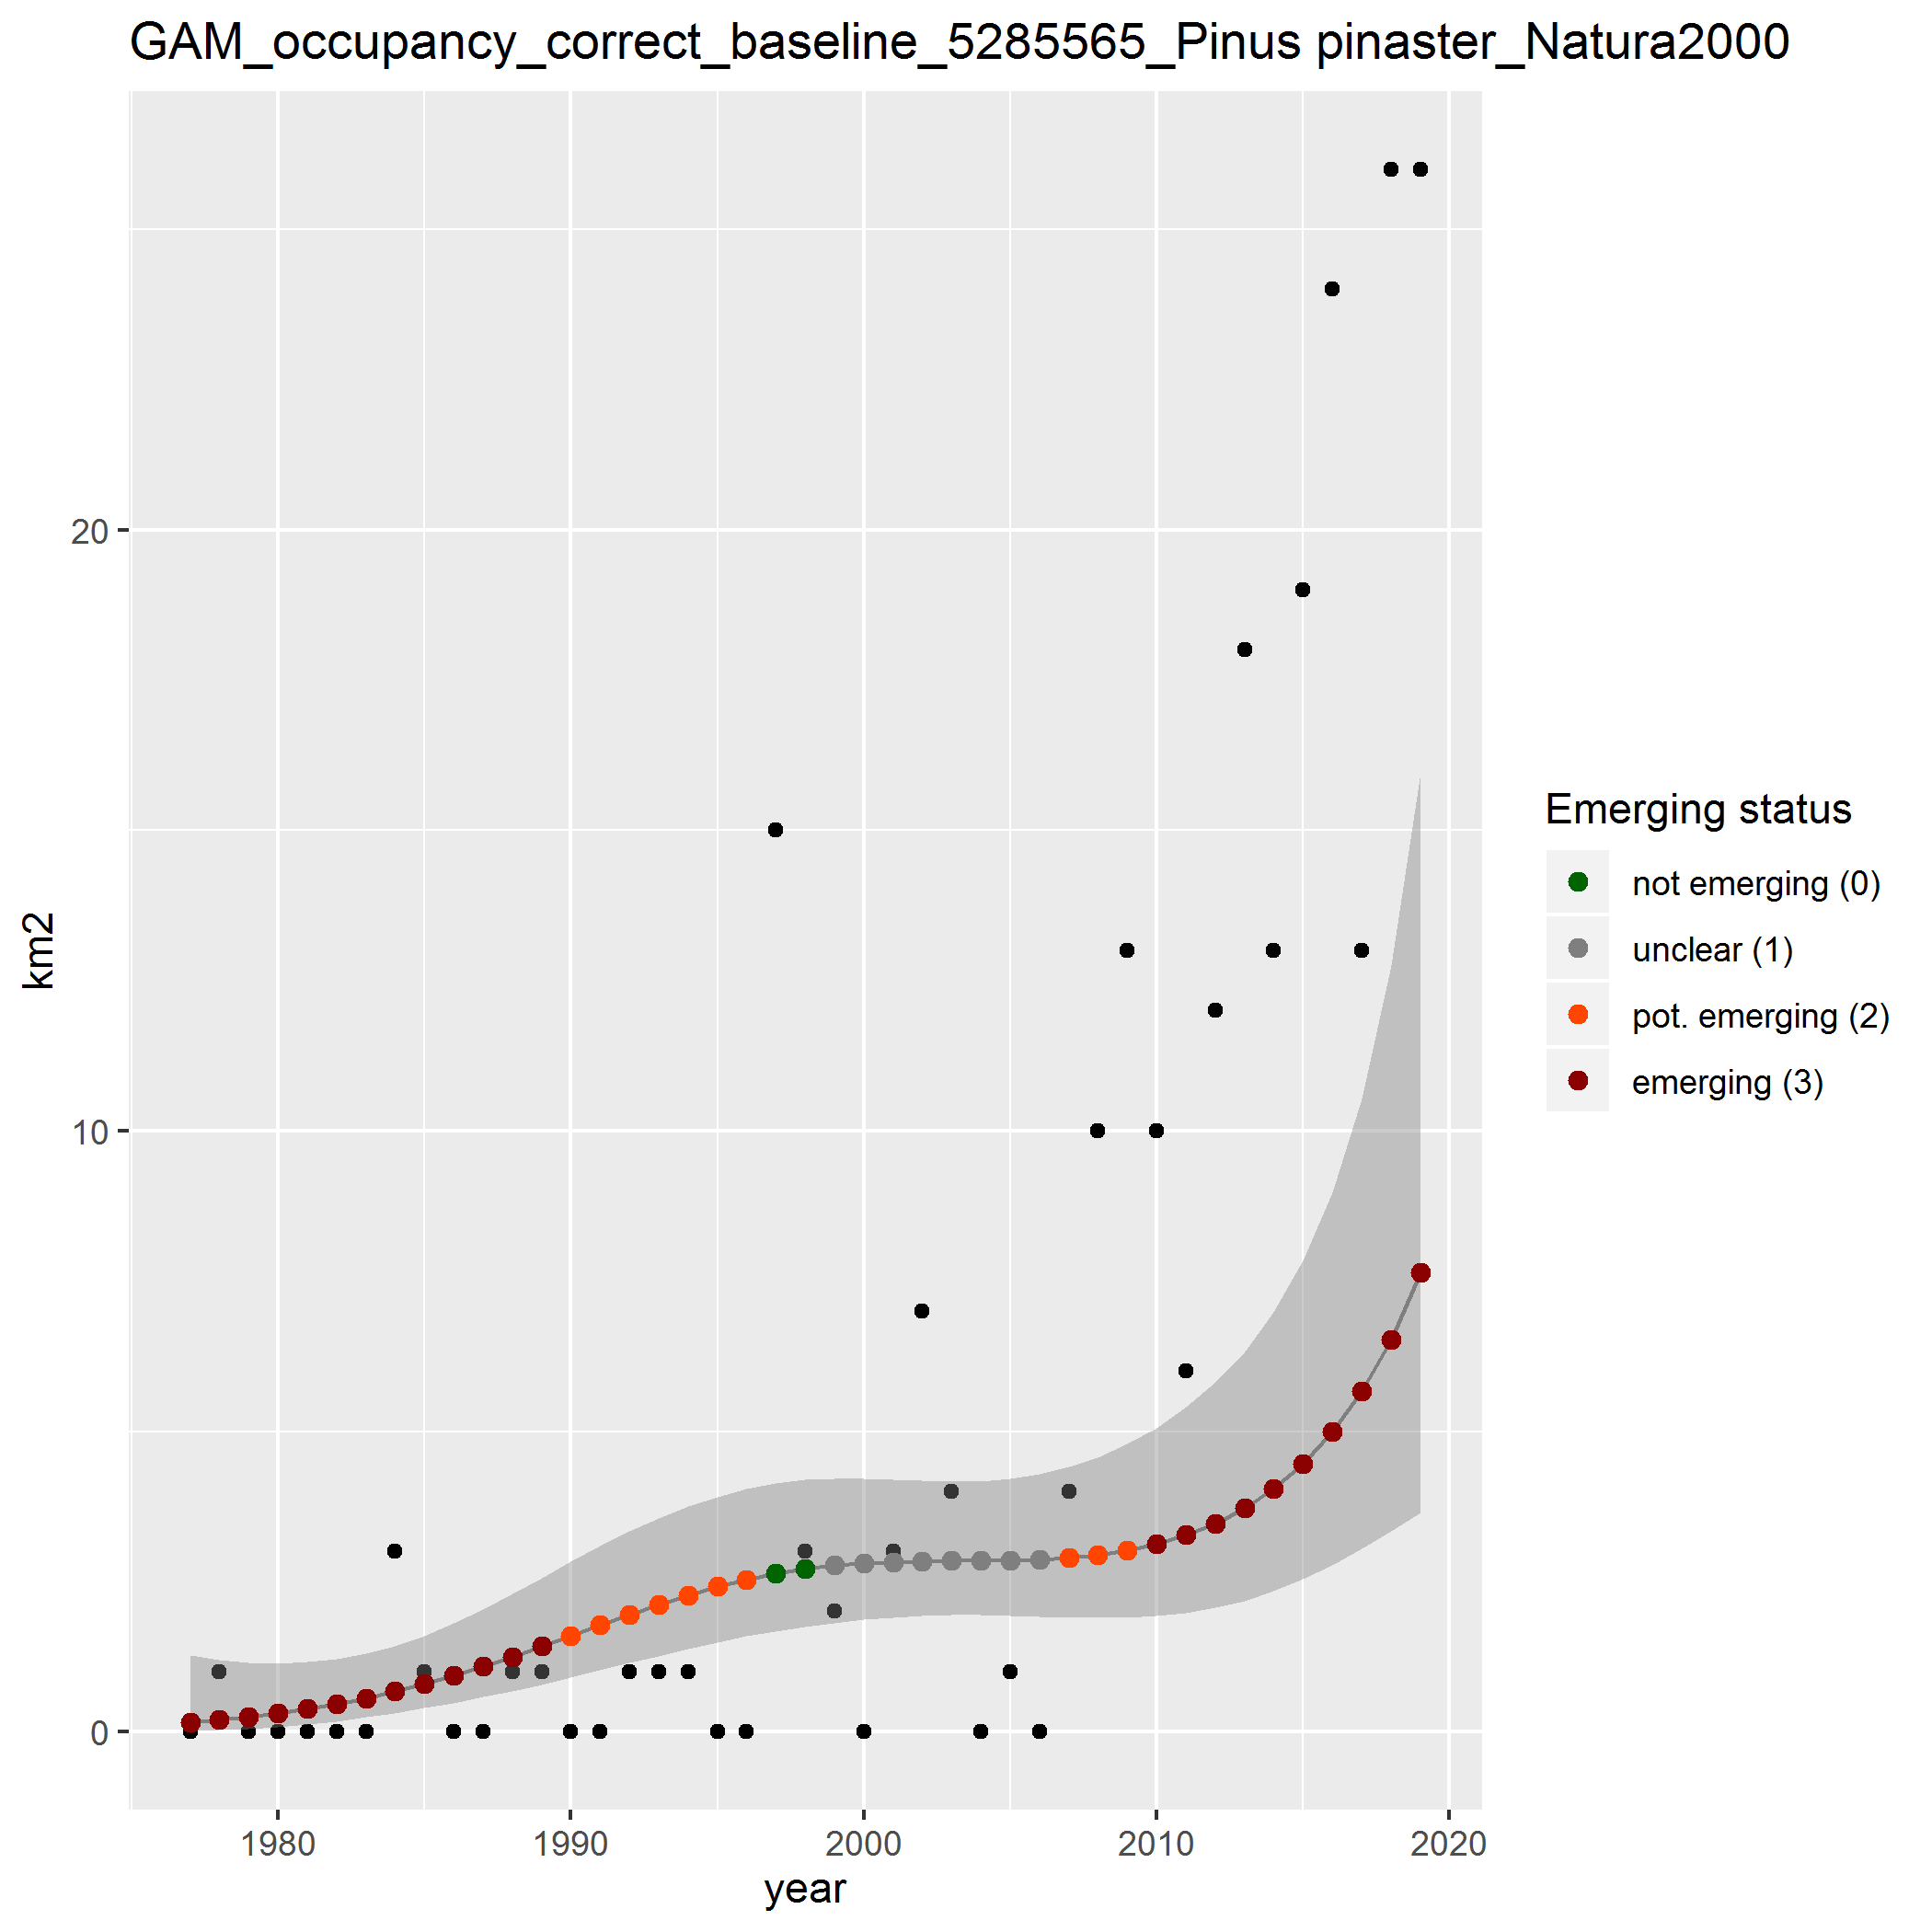 GAM_occupancy_correct_baseline_5285565_Pinus pinaster_Natura2000
20
10
0
km2
1980
1990
2000
2010
2020
year
Emerging status
not emerging (0)
unclear (1)
pot. emerging (2)
emerging (3)